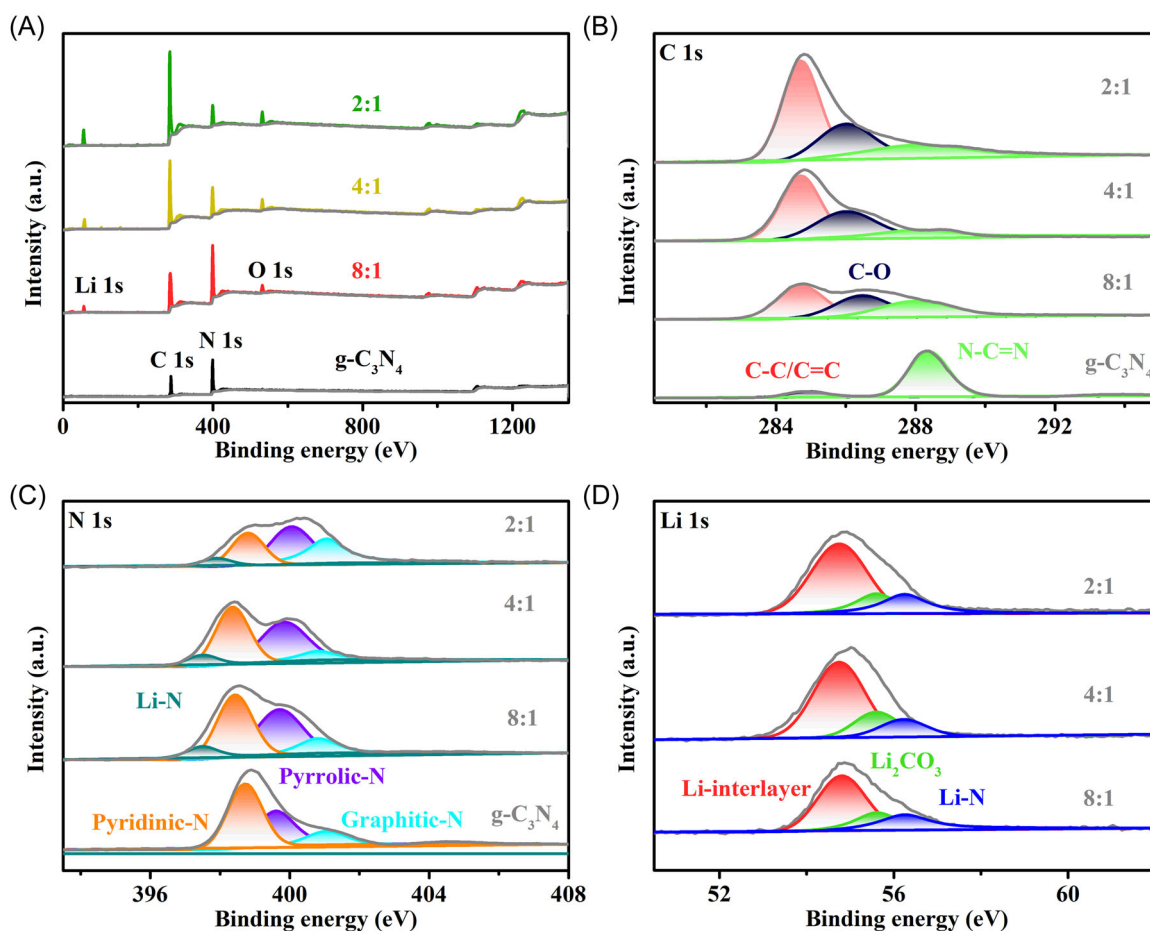 (A)
2:1
4:1
8:1
Li 1s
O 1s
N 1s
C 1s
g-C₃N₄
Intensity (a.u.)
0 400 800 1200
Binding energy (eV)
(B)
C 1s
2:1
4:1
C-O
8:1
N-C=N
C-C/C=C
g-C₃N₄
Intensity (a.u.)
284 288 292
Binding energy (eV)
(C)
N 1s
2:1
4:1
Li-N
8:1
Pyrrolic-N
Pyridinic-N
Graphitic-N
g-C₃N₄
Intensity (a.u.)
396 400 404 408
Binding energy (eV)
(D)
Li 1s
2:1
4:1
Li₂CO₃
Li-interlayer
Li-N
8:1
Intensity (a.u.)
52 56 60
Binding energy (eV)